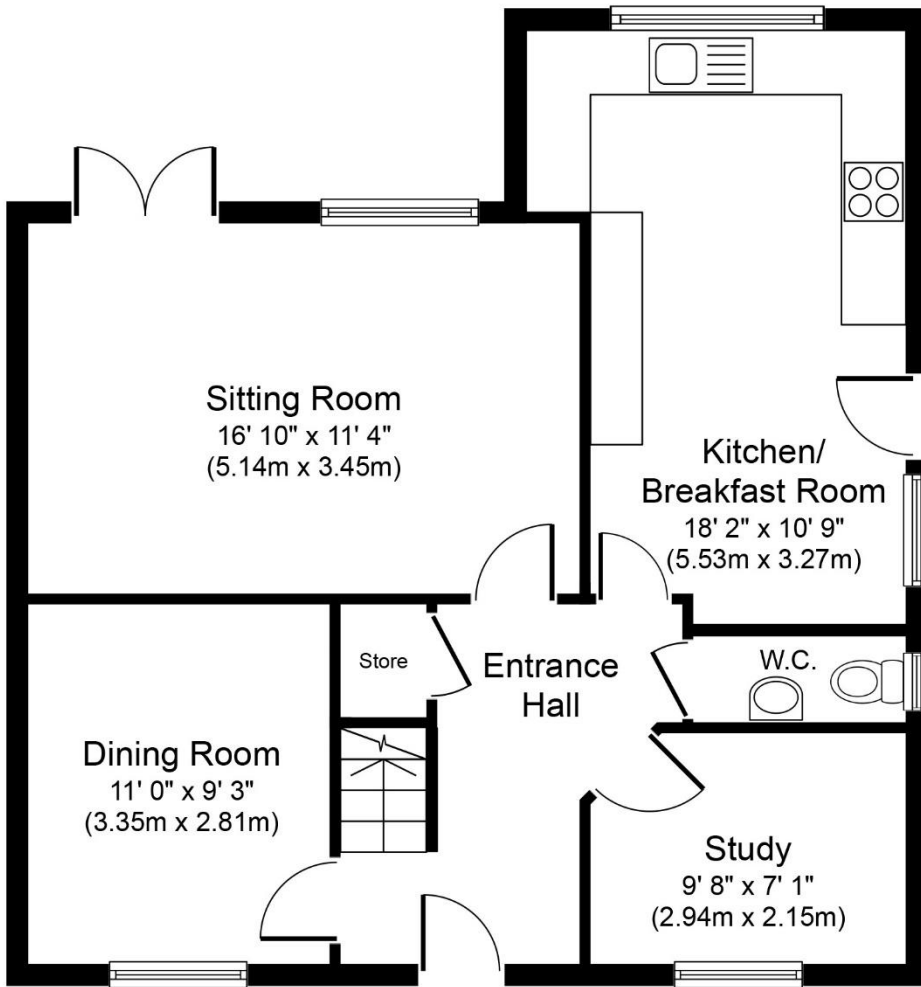 Sitting Room
16' 10" x 11' 4"
(5.14m x 3.45m)
Kitchen/
Breakfast Room
18' 2" x 10' 9"
(5.53m x 3.27m)
Store
Entrance
Hall
W.C.
Dining Room
11' 0" x 9' 3"
(3.35m x 2.81m)
Study
9' 8" x 7' 1"
(2.94m x 2.15m)